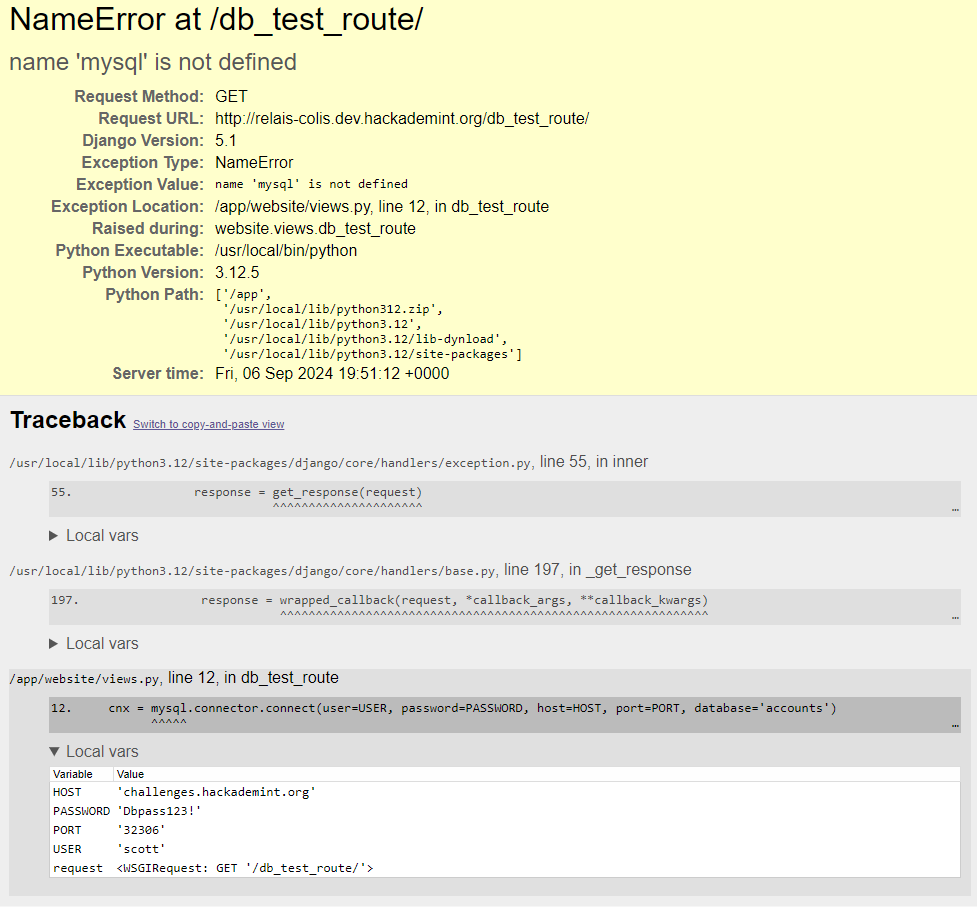 NameError at /db_test_route/
name 'mysql' is not defined
Request Method: GET
Request URL: http://relais-colis.dev.hackademint.org/db_test_route/
Django Version: 5.1
Exception Type: NameError
Exception Value: name 'mysql' is not defined
Exception Location: /app/website/views.py, line 12, in db_test_route
Raised during: website.views.db_test_route
Python Executable: /usr/local/bin/python
Python Version: 3.12.5
Python Path: ['/app',
'/usr/local/lib/python312.zip',
'/usr/local/lib/python3.12',
'/usr/local/lib/python3.12/lib-dynload',
'/usr/local/lib/python3.12/site-packages']
Server time: Fri, 06 Sep 2024 19:51:12 +0000
Traceback Switch to copy-and-paste view
/usr/local/lib/python3.12/site-packages/django/core/handlers/exception.py, line 55, in inner
55. response = get_response(request)
^^^^^^^^^^^^^^^^^^^^^
…
▶ Local vars
/usr/local/lib/python3.12/site-packages/django/core/handlers/base.py, line 197, in _get_response
197. response = wrapped_callback(request, *callback_args, **callback_kwargs)
^^^^^^^^^^^^^^^^^^^^^^^^^^^^^^^^^^^^^^^^^^^^^^^^^^^^^^^^^^^^
…
▶ Local vars
/app/website/views.py, line 12, in db_test_route
12. cnx = mysql.connector.connect(user=USER, password=PASSWORD, host=HOST, port=PORT, database='accounts')
^^^^^
…
▼ Local vars
Variable Value
HOST 'challenges.hackademint.org'
PASSWORD 'Dbpass123!'
PORT '32306'
USER 'scott'
request <WSGIRequest: GET '/db_test_route/'>